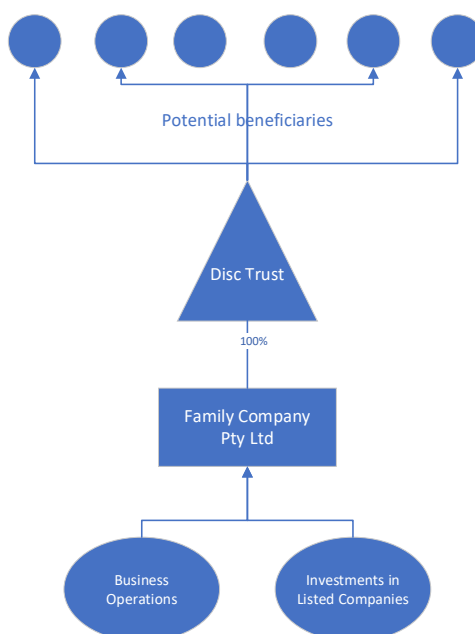 Potential beneficiaries
Disc Trust
100%
Family Company
Pty Ltd
Business
Operations
Investments in
Listed Companies